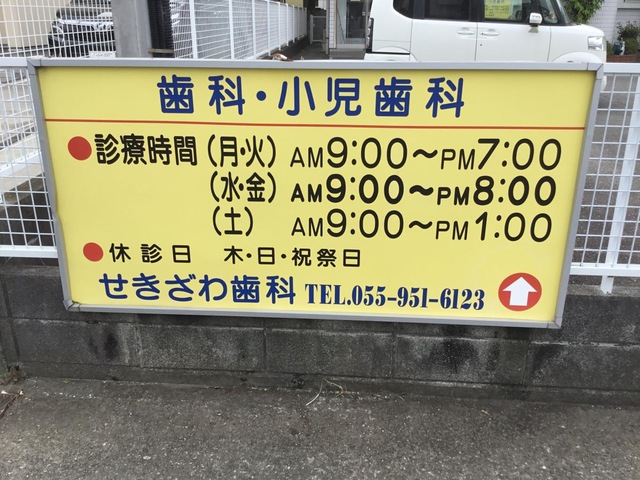 歯科・小児歯科
●診療時間（月・火）AM9:00〜PM7:00
（水・金）AM9:00〜PM8:00
（土）AM9:00〜PM1:00
●休診日 木・日・祝祭日
せきざわ歯科 TEL.055-951-6123